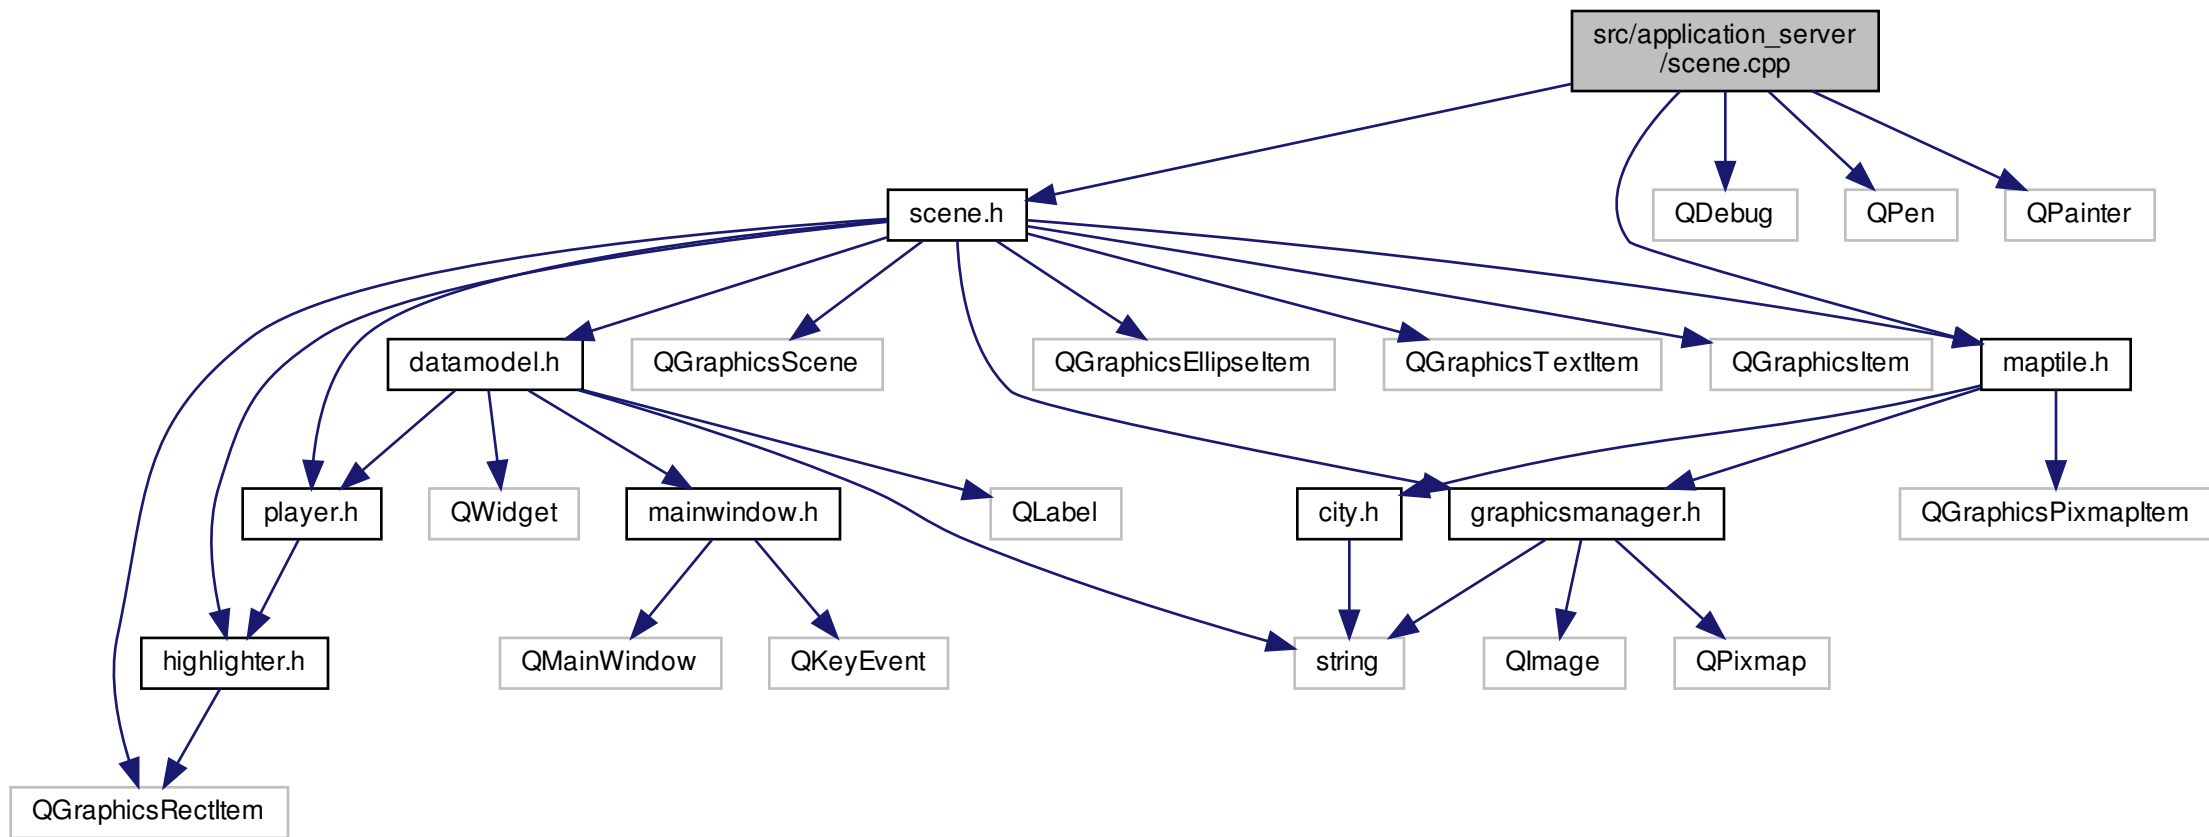 src/application_server
/scene.cpp
scene.h
QDebug
QPen
QPainter
datamodel.h
QGraphicsScene
QGraphicsEllipseItem
QGraphicsTextItem
QGraphicsItem
maptile.h
player.h
QWidget
mainwindow.h
QLabel
city.h
graphicsmanager.h
QGraphicsPixmapItem
highlighter.h
QMainWindow
QKeyEvent
string
QImage
QPixmap
QGraphicsRectItem